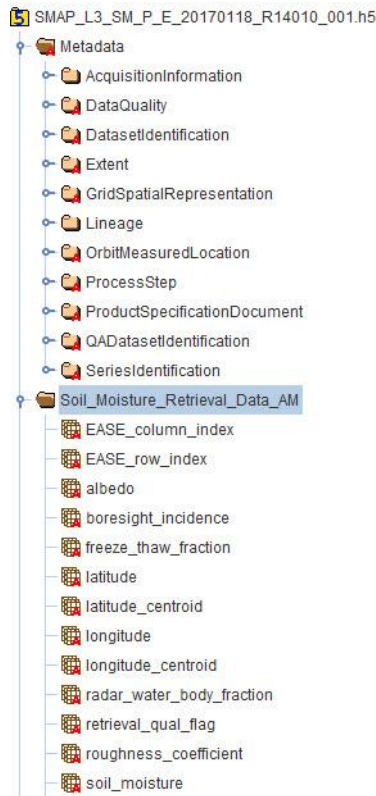 SMAP_L3_SM_P_E_20170118_R14010_001.h5
Metadata
AcquisitionInformation
DataQuality
DatasetIdentification
Extent
GridSpatialRepresentation
Lineage
OrbitMeasuredLocation
ProcessStep
ProductSpecificationDocument
QADatasetIdentification
SeriesIdentification
Soil_Moisture_Retrieval_Data_AM
EASE_column_index
EASE_row_index
albedo
boresight_incidence
freeze_thaw_fraction
latitude
latitude_centroid
longitude
longitude_centroid
radar_water_body_fraction
retrieval_qual_flag
roughness_coefficient
soil_moisture